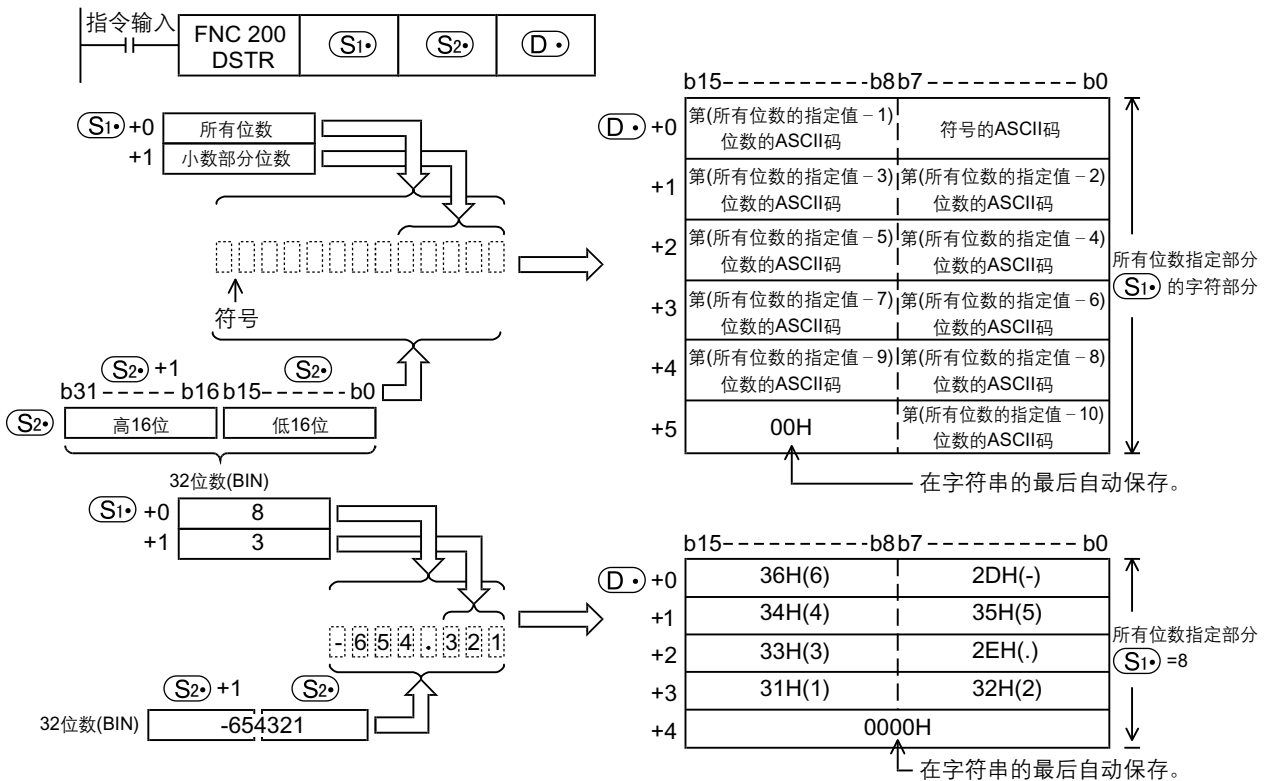 指令输入
FNC 200
DSTR
S1•
S2•
D •
S1• +0 所有位数
+1 小数部分位数
符号
S2• +1 S2•
b31 ------ b16 b15 ------ b0
S2• 高16位 低16位
32位数(BIN)
b15-----------b8 b7 ----------- b0
D • +0 第(所有位数的指定值－1)位数的ASCII码 符号的ASCII码
+1 第(所有位数的指定值－3)位数的ASCII码 第(所有位数的指定值－2)位数的ASCII码
+2 第(所有位数的指定值－5)位数的ASCII码 第(所有位数的指定值－4)位数的ASCII码
+3 第(所有位数的指定值－7)位数的ASCII码 第(所有位数的指定值－6)位数的ASCII码
+4 第(所有位数的指定值－9)位数的ASCII码 第(所有位数的指定值－8)位数的ASCII码
+5 00H 第(所有位数的指定值－10)位数的ASCII码
所有位数指定部分
S1• 的字符部分
在字符串的最后自动保存。
S1• +0 8
+1 3
- 6 5 4 . 3 2 1
S2• +1 S2•
32位数(BIN) -654321
b15-----------b8 b7 ----------- b0
D • +0 36H(6) 2DH(-)
+1 34H(4) 35H(5)
+2 33H(3) 2EH(.)
+3 31H(1) 32H(2)
+4 0000H
所有位数指定部分
S1• =8
在字符串的最后自动保存。